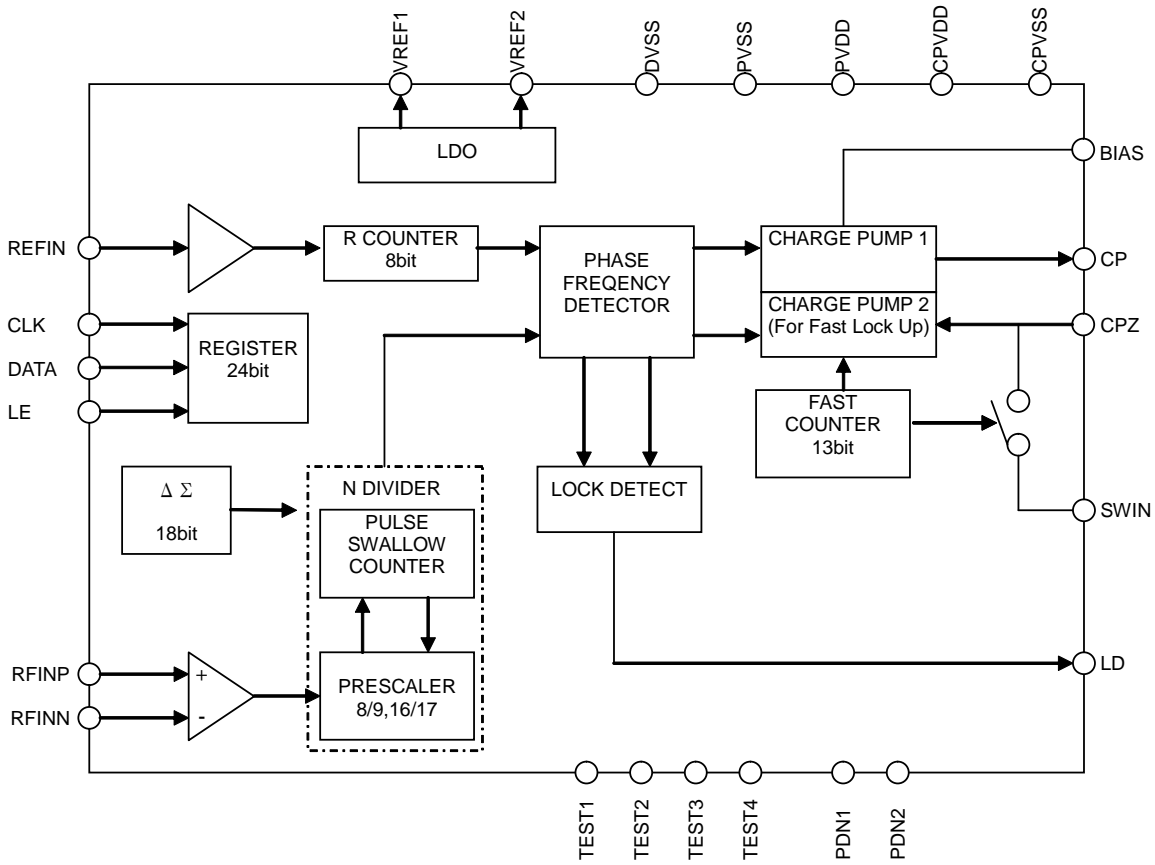 VREF1
VREF2
DVSS
PVSS
PVDD
CPVDD
CPVSS
LDO
BIAS
REFIN
R COUNTER
8bit
PHASE
FREQENCY
DETECTOR
CHARGE PUMP 1
CP
CHARGE PUMP 2
(For Fast Lock Up)
CPZ
CLK
DATA
LE
REGISTER
24bit
FAST
COUNTER
13bit
Δ Σ
18bit
N DIVIDER
PULSE
SWALLOW
COUNTER
LOCK DETECT
SWIN
RFINP
RFINN
+
-
PRESCALER
8/9,16/17
LD
TEST1
TEST2
TEST3
TEST4
PDN1
PDN2